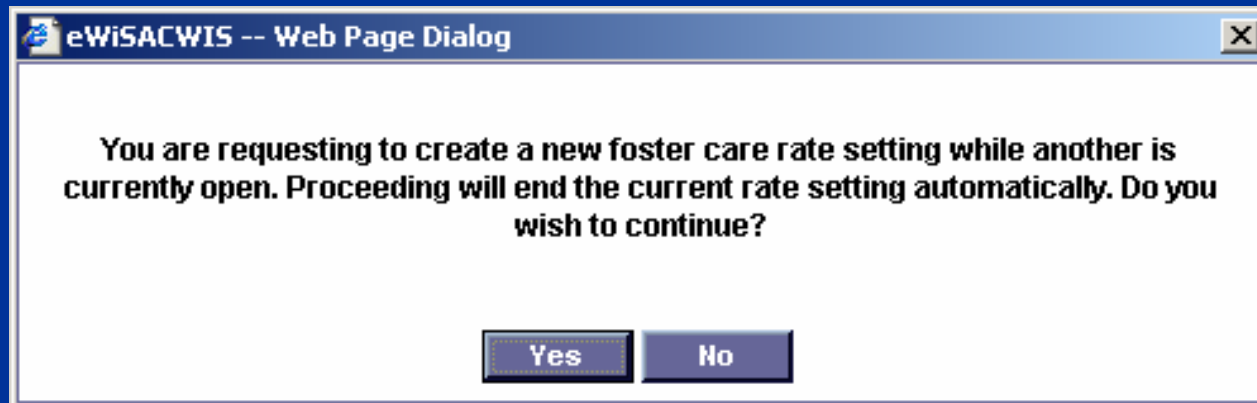 eWiSACWIS -- Web Page Dialog
You are requesting to create a new foster care rate setting while another is
currently open. Proceeding will end the current rate setting automatically. Do you
wish to continue?
Yes No